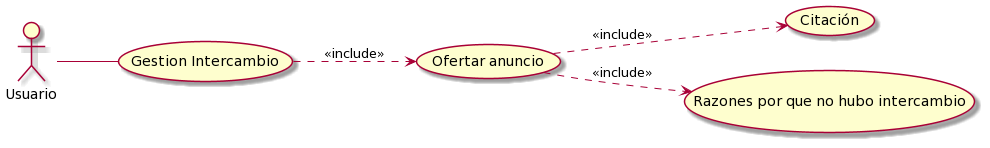 Usuario
Gestion Intercambio
«include»
Ofertar anuncio
«include»
Citación
«include»
Razones por que no hubo intercambio